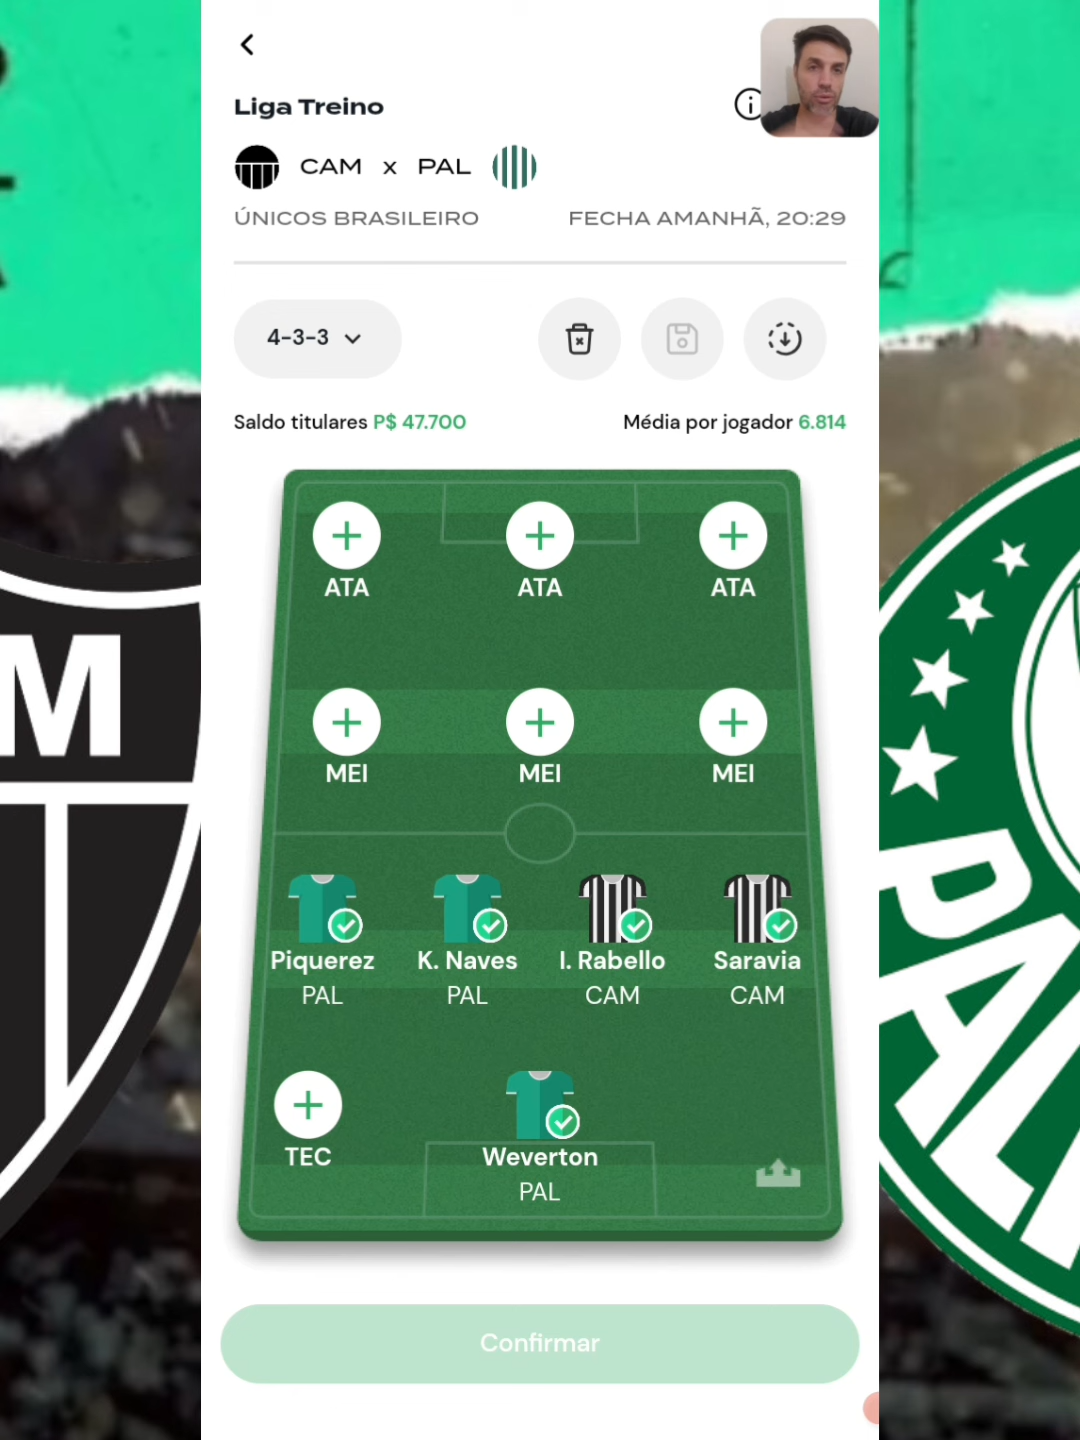 Liga Treino
CAM x PAL
ÚNICOS BRASILEIRO FECHA AMANHÃ, 20:29
4-3-3
Saldo titulares P$ 47.700 Média por jogador 6.814
ATA ATA ATA
MEI MEI MEI
Piquerez K. Naves I. Rabello Saravia
PAL PAL CAM CAM
TEC Weverton
PAL
Confirmar
M
PAL